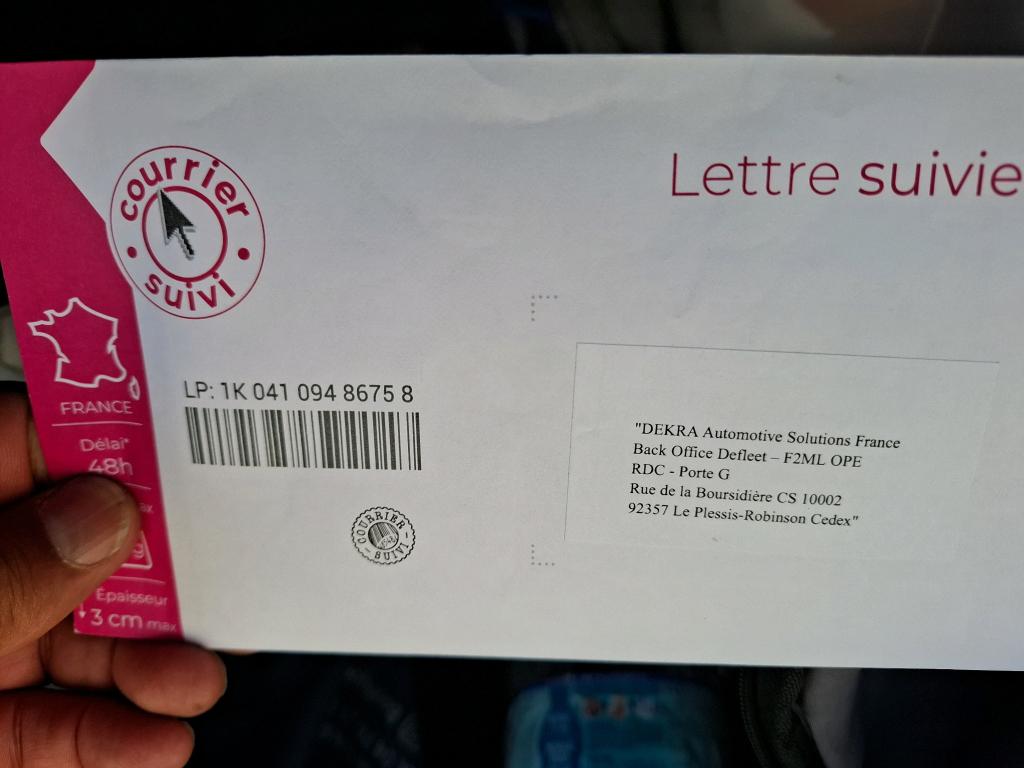 Lettre suivie
courrier
suivi
FRANCE
Délai*
48h
max
g
Épaisseur
3 cm max
LP: 1K 041 094 8675 8
COURRIER
SUIVI
"DEKRA Automotive Solutions France
Back Office Defleet – F2ML OPE
RDC - Porte G
Rue de la Boursidière CS 10002
92357 Le Plessis-Robinson Cedex"